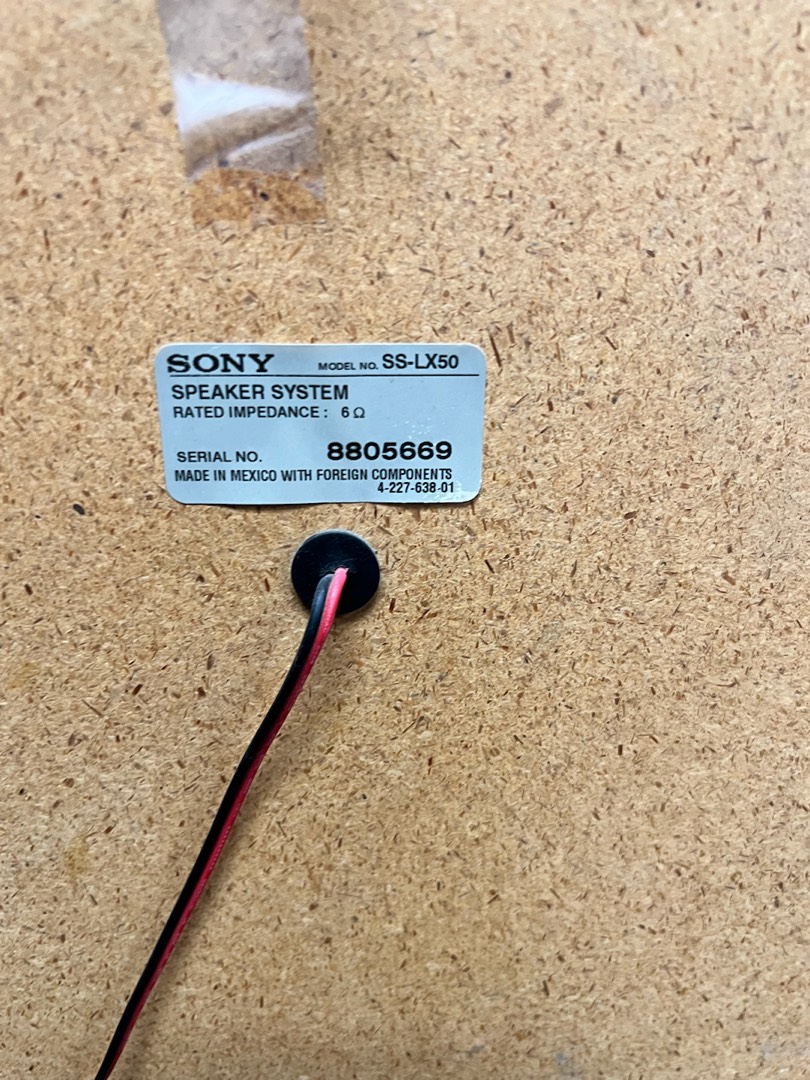 SONY MODEL NO. SS-LX50
SPEAKER SYSTEM
RATED IMPEDANCE : 6 Ω
SERIAL NO. 8805669
MADE IN MEXICO WITH FOREIGN COMPONENTS
4-227-638-01